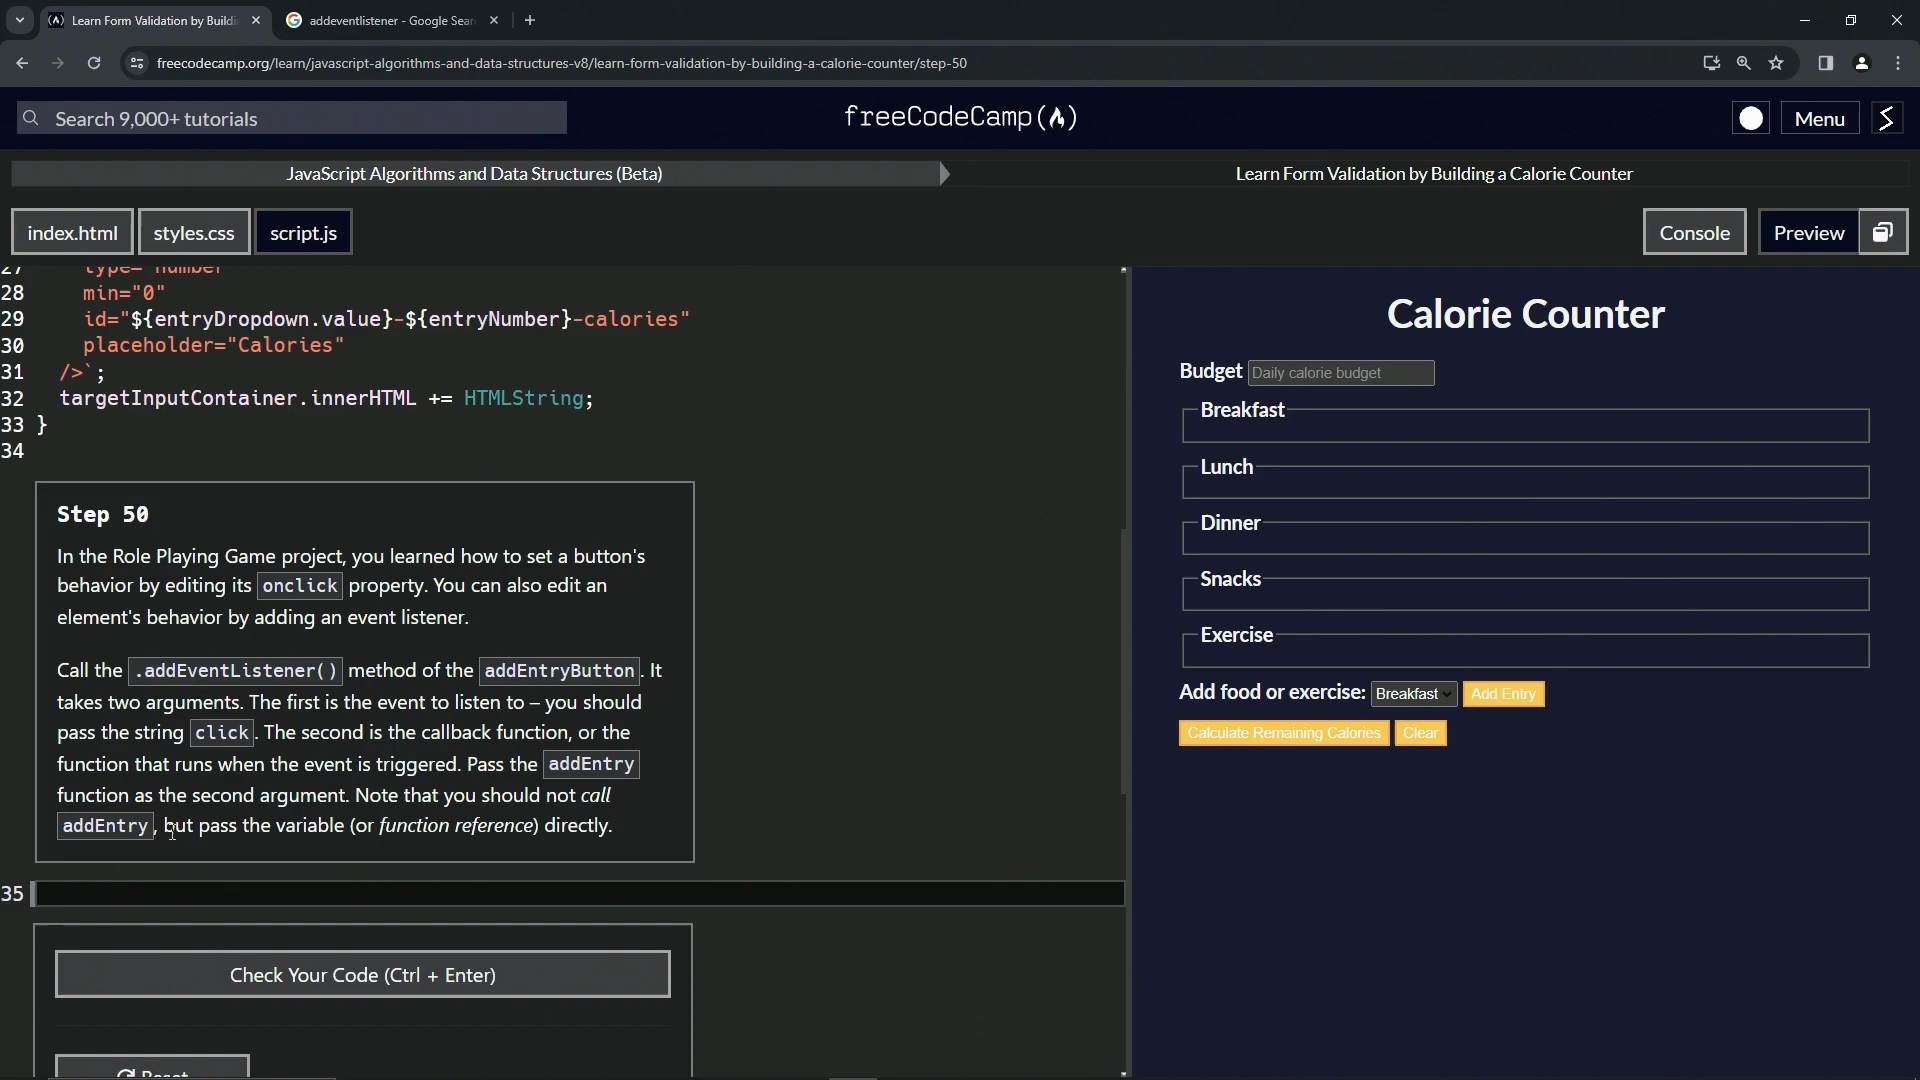 Learn Form Validation by Buildi
addeventlistener - Google Sear
freecodecamp.org/learn/javascript-algorithms-and-data-structures-v8/learn-form-validation-by-building-a-calorie-counter/step-50
Search 9,000+ tutorials
freeCodeCamp
Menu
JavaScript Algorithms and Data Structures (Beta)
Learn Form Validation by Building a Calorie Counter
index.html
styles.css
script.js
Console
Preview
27 type="number"
28 min="0"
29 id="${entryDropdown.value}-${entryNumber}-calories"
30 placeholder="Calories"
31 />`;
32 targetInputContainer.innerHTML += HTMLString;
33 }
34
Step 50
In the Role Playing Game project, you learned how to set a button's
behavior by editing its onclick property. You can also edit an
element's behavior by adding an event listener.
Call the .addEventListener() method of the addEntryButton. It
takes two arguments. The first is the event to listen to – you should
pass the string click. The second is the callback function, or the
function that runs when the event is triggered. Pass the addEntry
function as the second argument. Note that you should not call
addEntry, but pass the variable (or function reference) directly.
35
Check Your Code (Ctrl + Enter)
Reset
Calorie Counter
Budget Daily calorie budget
Breakfast
Lunch
Dinner
Snacks
Exercise
Add food or exercise: Breakfast Add Entry
Calculate Remaining Calories Clear